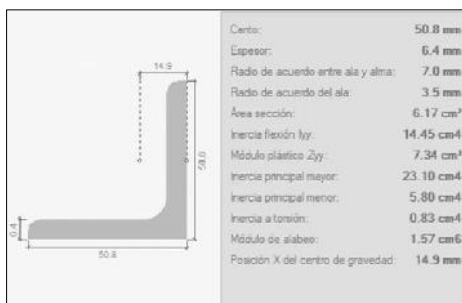 14.9
50.8
6.4
50.8
Canto: 50.8 mm
Espesor: 6.4 mm
Radio de acuerdo entre ala y alma: 7.0 mm
Radio de acuerdo del ala: 3.5 mm
Área sección: 6.17 cm²
Inercia flexión Iyy: 14.45 cm4
Módulo plástico Zyy: 7.34 cm³
Inercia principal mayor: 23.10 cm4
Inercia principal menor: 5.80 cm4
Inercia a torsión: 0.83 cm4
Módulo de alabeo: 1.57 cm6
Posición X del centro de gravedad: 14.9 mm